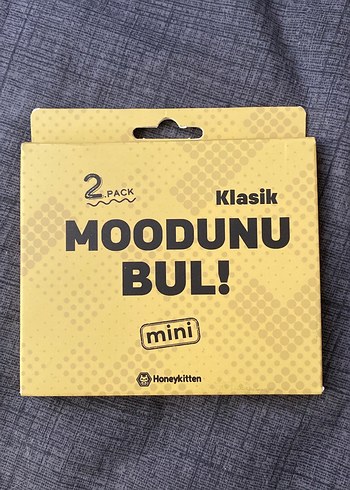 2.PACK
Klasik
MOODUNU
BUL!
mini
Honeykitten